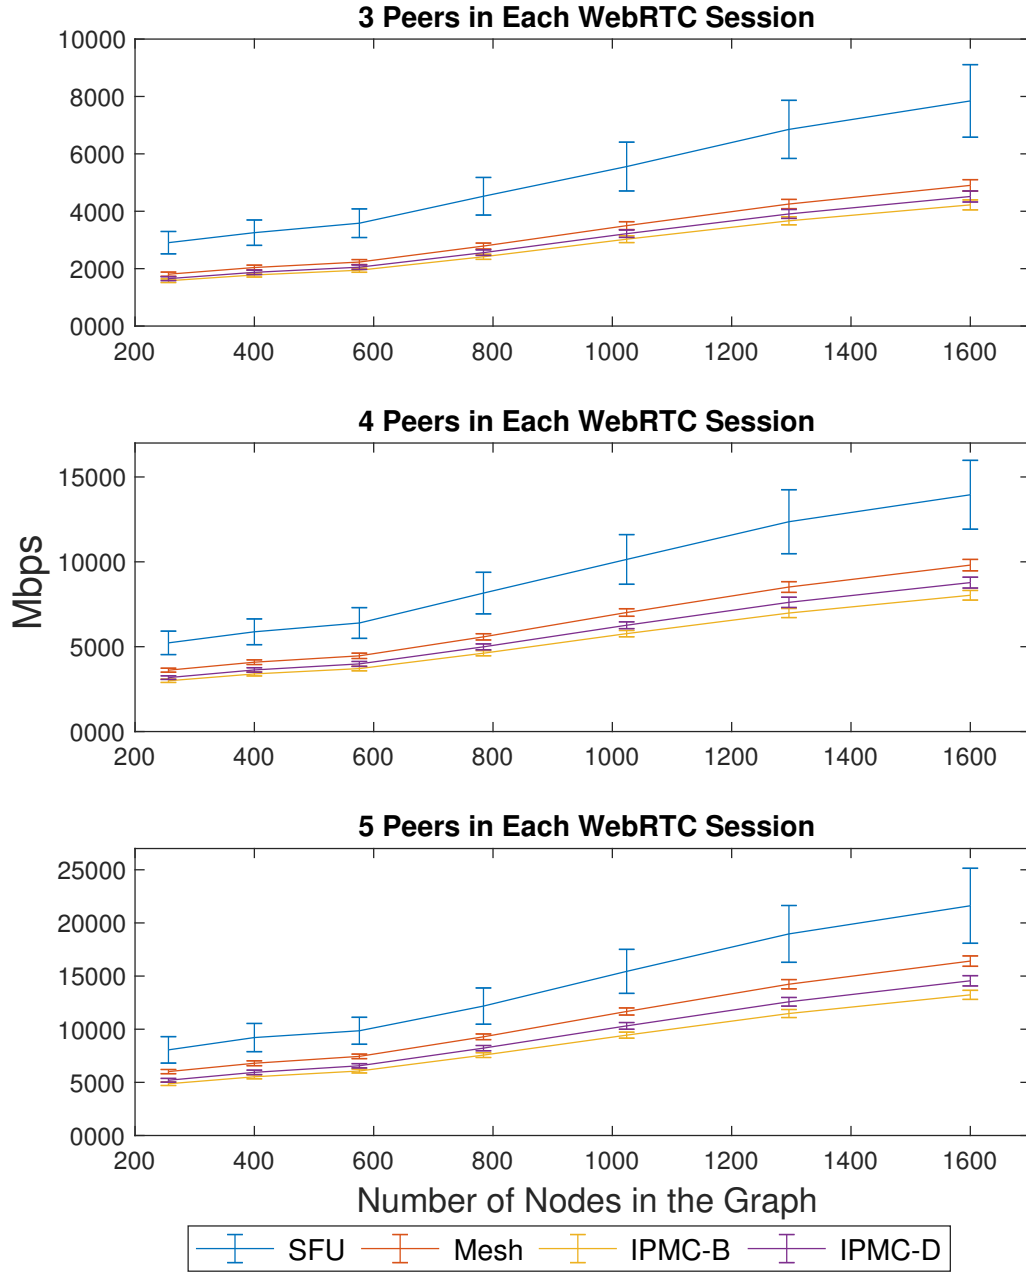 3 Peers in Each WebRTC Session
10000
8000
6000
4000
2000
0000
200 400 600 800 1000 1200 1400 1600
4 Peers in Each WebRTC Session
15000
10000
5000
0000
200 400 600 800 1000 1200 1400 1600
Mbps
5 Peers in Each WebRTC Session
25000
20000
15000
10000
5000
0000
200 400 600 800 1000 1200 1400 1600
Number of Nodes in the Graph
SFU Mesh IPMC-B IPMC-D